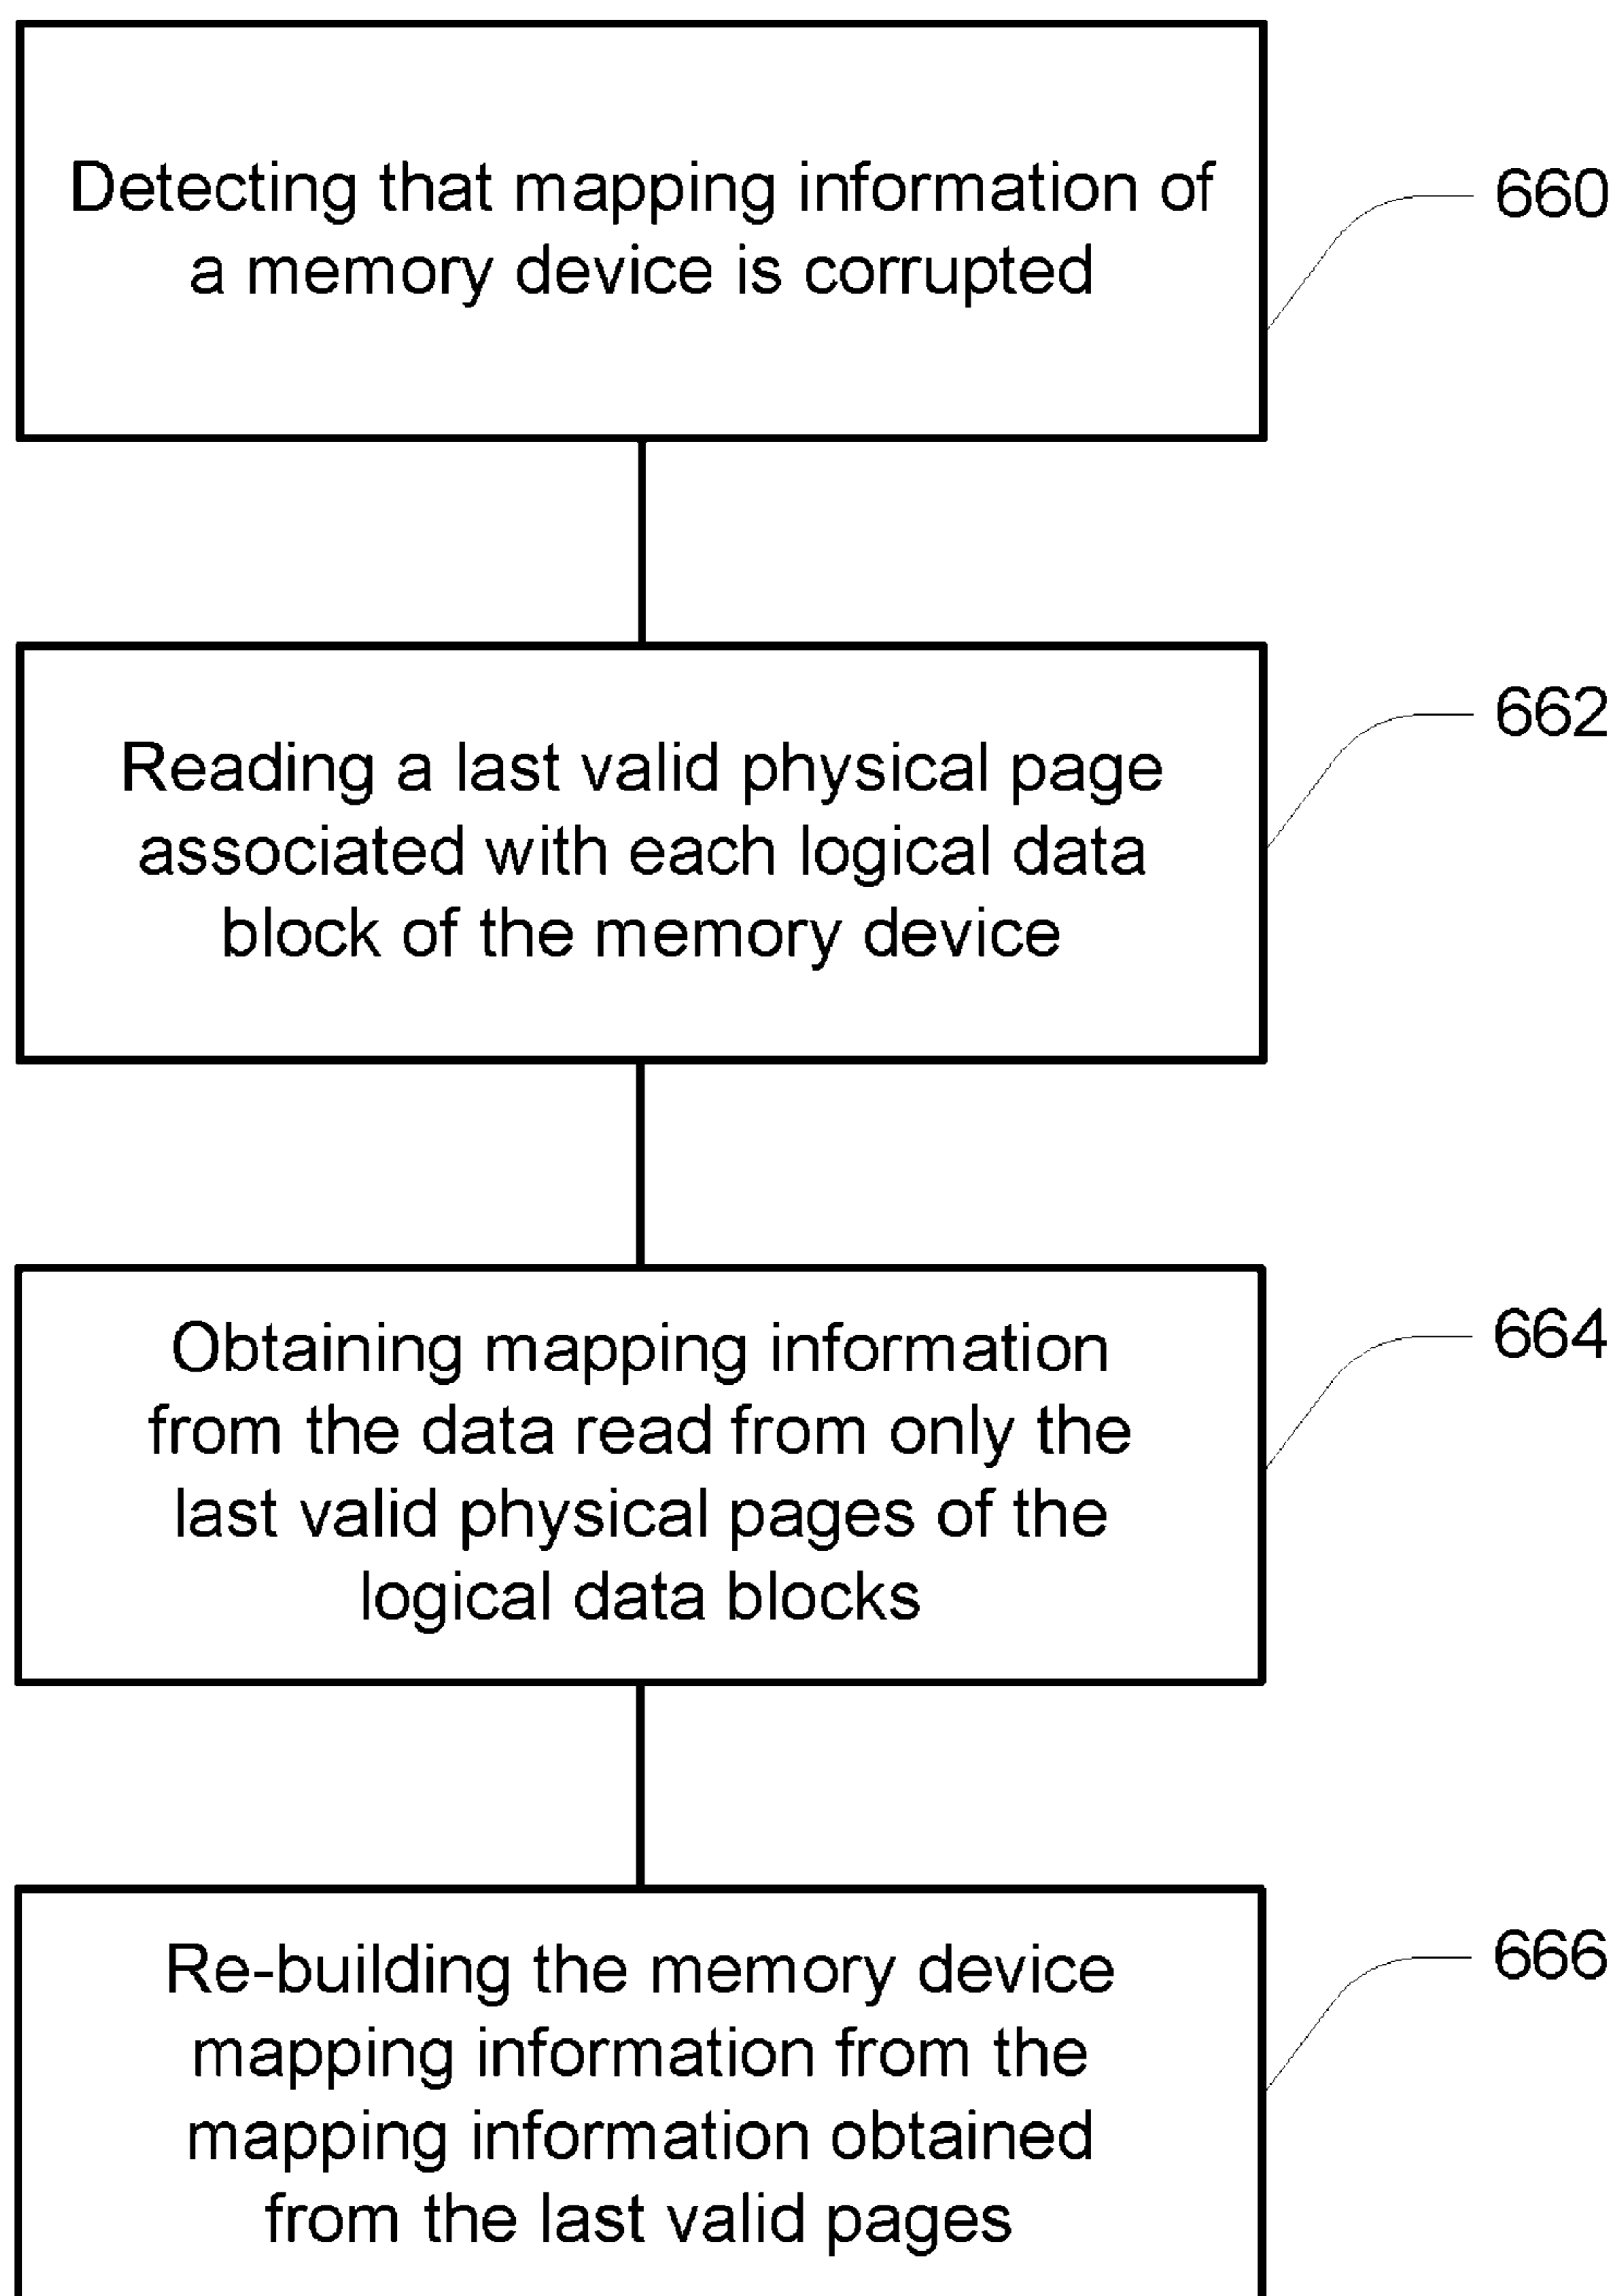 Detecting that mapping information of
a memory device is corrupted
660
Reading a last valid physical page
associated with each logical data
block of the memory device
662
Obtaining mapping information
from the data read from only the
last valid physical pages of the
logical data blocks
664
Re-building the memory device
mapping information from the
mapping information obtained
from the last valid pages
666